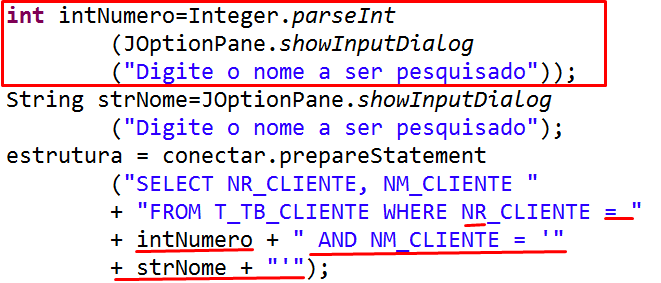 int intNumero=Integer.parseInt
(JOptionPane.showInputDialog
("Digite o nome a ser pesquisado"));
String strNome=JOptionPane.showInputDialog
("Digite o nome a ser pesquisado");
estrutura = conectar.prepareStatement
("SELECT NR_CLIENTE, NM_CLIENTE "
+ "FROM T_TB_CLIENTE WHERE NR_CLIENTE = "
+ intNumero + " AND NM_CLIENTE = '"
+ strNome + "'");